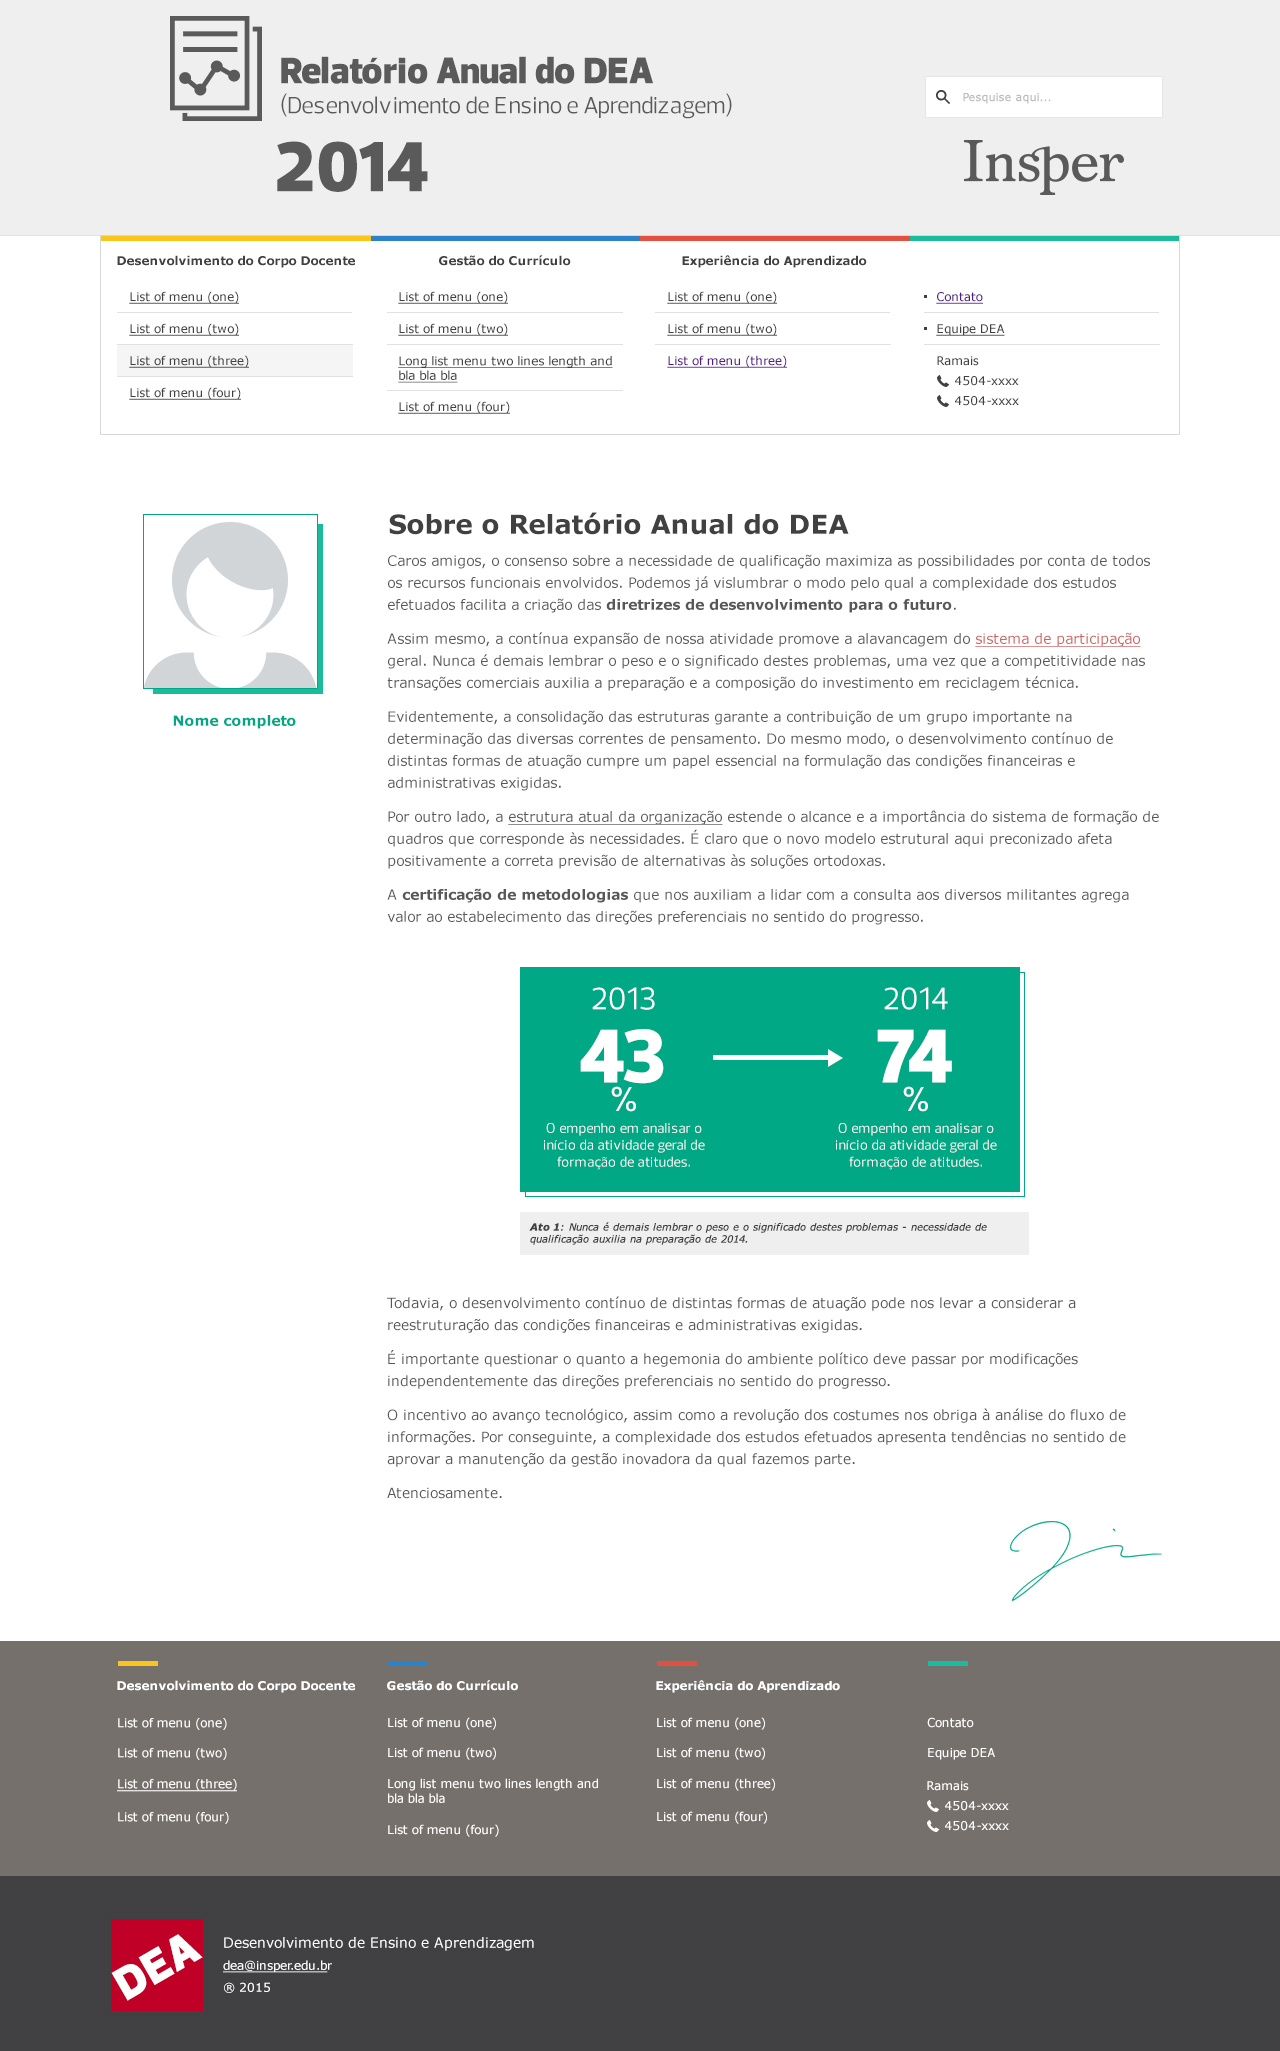 Relatório Anual do DEA
(Desenvolvimento de Ensino e Aprendizagem)
2014
Pesquise aqui...
Insper
Desenvolvimento do Corpo Docente
List of menu (one)
List of menu (two)
List of menu (three)
List of menu (four)
Gestão do Currículo
List of menu (one)
List of menu (two)
Long list menu two lines length and
bla bla bla
List of menu (four)
Experiência do Aprendizado
List of menu (one)
List of menu (two)
List of menu (three)
Contato
Equipe DEA
Ramais
4504-xxxx
4504-xxxx
Nome completo
Sobre o Relatório Anual do DEA
Caros amigos, o consenso sobre a necessidade de qualificação maximiza as possibilidades por conta de todos
os recursos funcionais envolvidos. Podemos já vislumbrar o modo pelo qual a complexidade dos estudos
efetuados facilita a criação das diretrizes de desenvolvimento para o futuro.
Assim mesmo, a contínua expansão de nossa atividade promove a alavancagem do sistema de participação
geral. Nunca é demais lembrar o peso e o significado destes problemas, uma vez que a competitividade nas
transações comerciais auxilia a preparação e a composição do investimento em reciclagem técnica.
Evidentemente, a consolidação das estruturas garante a contribuição de um grupo importante na
determinação das diversas correntes de pensamento. Do mesmo modo, o desenvolvimento contínuo de
distintas formas de atuação cumpre um papel essencial na formulação das condições financeiras e
administrativas exigidas.
Por outro lado, a estrutura atual da organização estende o alcance e a importância do sistema de formação de
quadros que corresponde às necessidades. É claro que o novo modelo estrutural aqui preconizado afeta
positivamente a correta previsão de alternativas às soluções ortodoxas.
A certificação de metodologias que nos auxiliam a lidar com a consulta aos diversos militantes agrega
valor ao estabelecimento das direções preferenciais no sentido do progresso.
2013
43
%
O empenho em analisar o
início da atividade geral de
formação de atitudes.
2014
74
%
O empenho em analisar o
início da atividade geral de
formação de atitudes.
Ato 1: Nunca é demais lembrar o peso e o significado destes problemas - necessidade de
qualificação auxilia na preparação de 2014.
Todavia, o desenvolvimento contínuo de distintas formas de atuação pode nos levar a considerar a
reestruturação das condições financeiras e administrativas exigidas.
É importante questionar o quanto a hegemonia do ambiente político deve passar por modificações
independentemente das direções preferenciais no sentido do progresso.
O incentivo ao avanço tecnológico, assim como a revolução dos costumes nos obriga à análise do fluxo de
informações. Por conseguinte, a complexidade dos estudos efetuados apresenta tendências no sentido de
aprovar a manutenção da gestão inovadora da qual fazemos parte.
Atenciosamente.
Desenvolvimento do Corpo Docente
List of menu (one)
List of menu (two)
List of menu (three)
List of menu (four)
Gestão do Currículo
List of menu (one)
List of menu (two)
Long list menu two lines length and
bla bla bla
List of menu (four)
Experiência do Aprendizado
List of menu (one)
List of menu (two)
List of menu (three)
List of menu (four)
Contato
Equipe DEA
Ramais
4504-xxxx
4504-xxxx
DEA
Desenvolvimento de Ensino e Aprendizagem
dea@insper.edu.br
® 2015